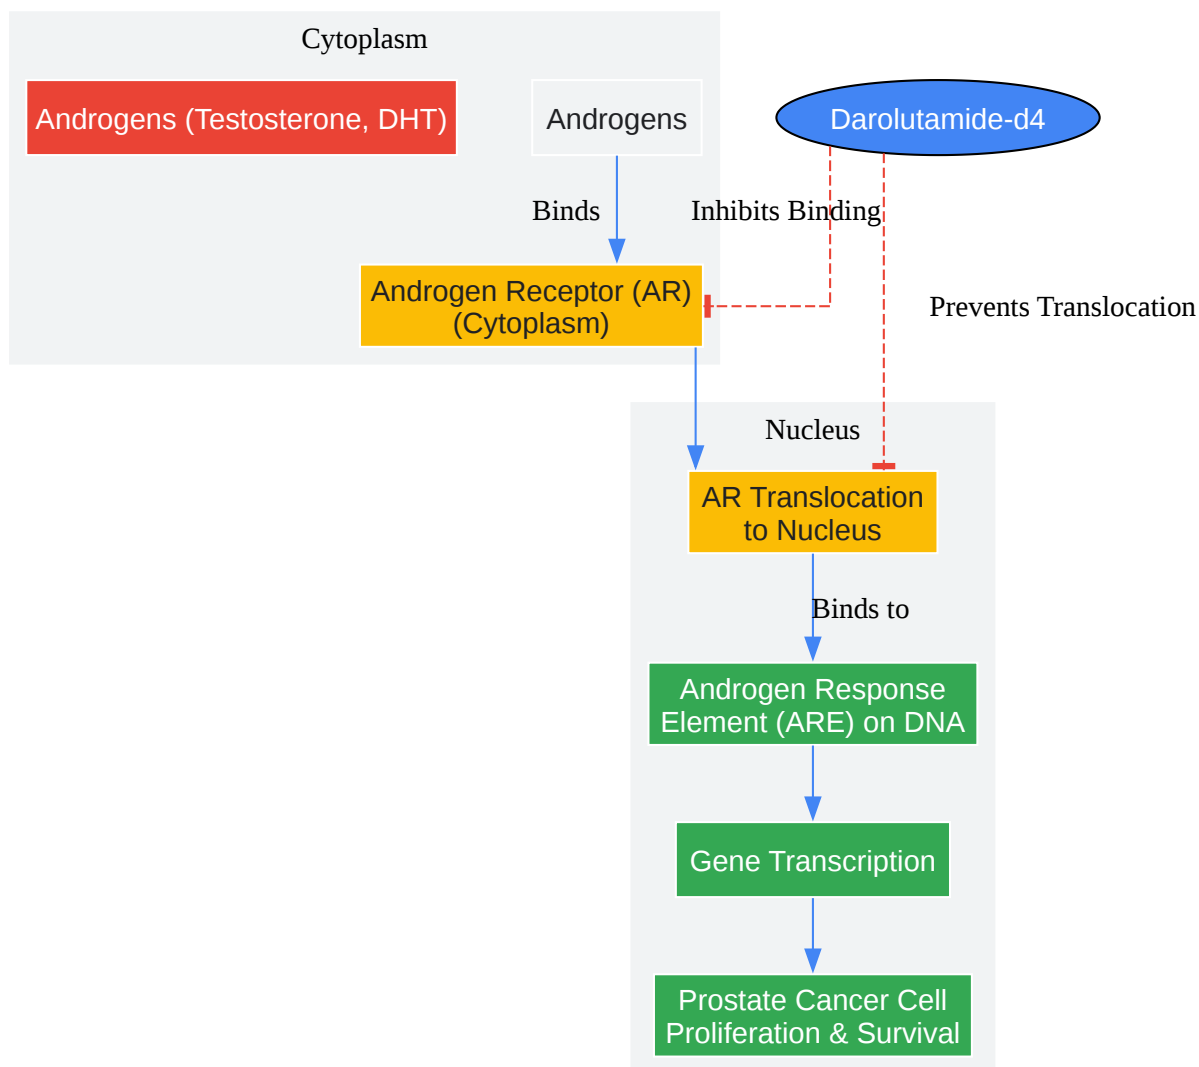 Cytoplasm
Androgens (Testosterone, DHT)
Androgens
Darolutamide-d4
Binds
Inhibits Binding
Androgen Receptor (AR)
(Cytoplasm)
Prevents Translocation
Nucleus
AR Translocation
to Nucleus
Binds to
Androgen Response
Element (ARE) on DNA
Gene Transcription
Prostate Cancer Cell
Proliferation & Survival